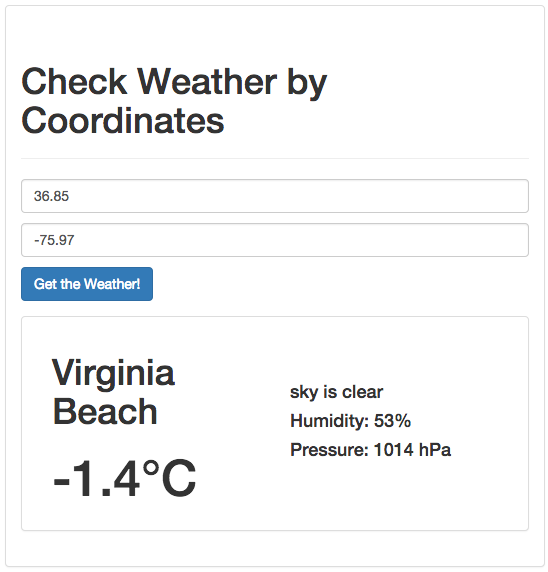 Check Weather by
Coordinates
36.85
-75.97
Get the Weather!
Virginia
Beach
-1.4°C
sky is clear
Humidity: 53%
Pressure: 1014 hPa